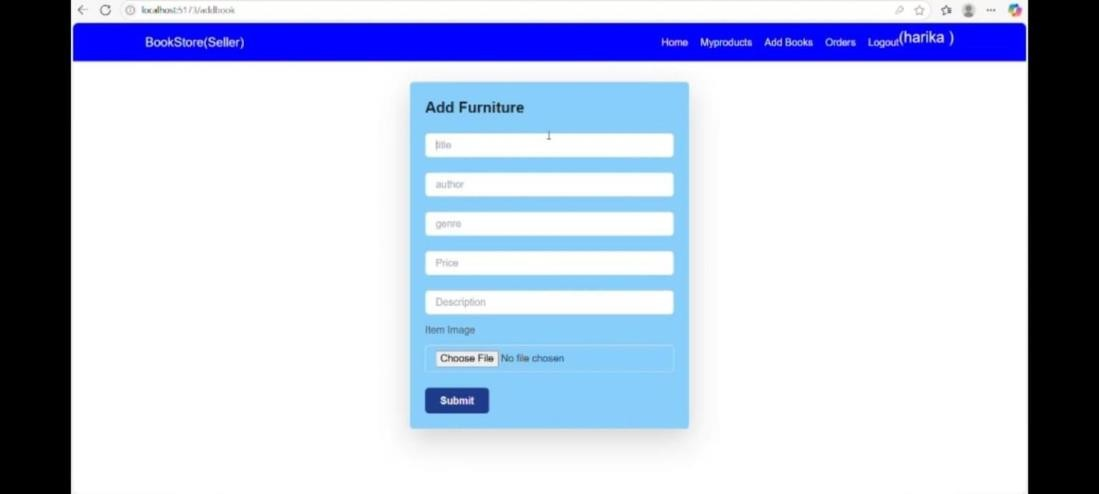 localhost:5173/addbook
BookStore(Seller)
Home Myproducts Add Books Orders Logout(harika )
Add Furniture
title
author
genre
Price
Description
Item Image
Choose File No file chosen
Submit